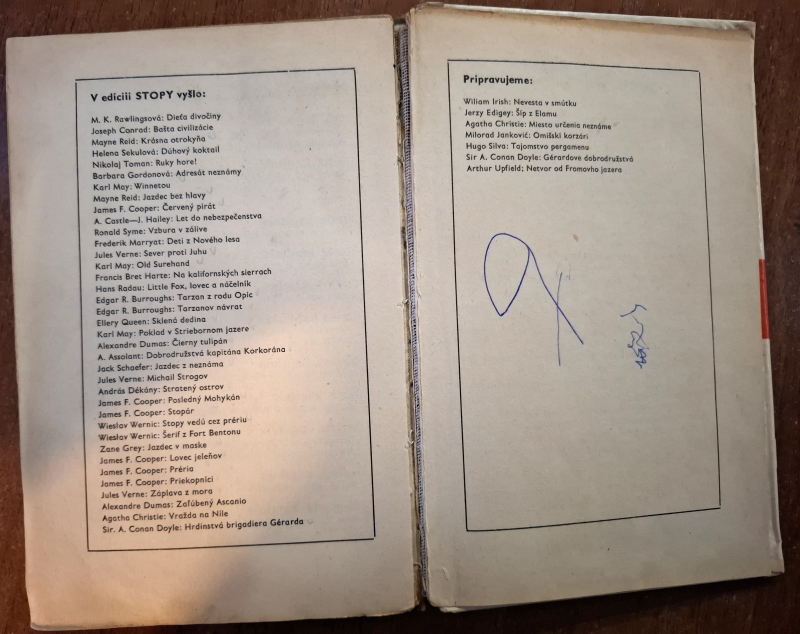 V edíciii STOPY vyšlo:
M. K. Rawlingsová: Dieťa divočiny
Joseph Conrad: Bašta civilizácie
Mayne Reid: Krásna otrokyňa
Helena Sekulová: Dúhový koktail
Nikolaj Toman: Ruky hore!
Barbara Gordonová: Adresát neznámy
Karl May: Winnetou
Mayne Reid: Jazdec bez hlavy
James F. Cooper: Červený pirát
A. Castle—J. Hailey: Let do nebezpečenstva
Ronald Syme: Vzbura v zálive
Frederik Marryat: Deti z Nového lesa
Jules Verne: Sever proti Juhu
Karl May: Old Surehand
Francis Bret Harte: Na kalifornských sierrach
Hans Radau: Little Fox, lovec a náčelník
Edgar R. Burroughs: Tarzan z rodu Opíc
Edgar R. Burroughs: Tarzanov návrat
Ellery Queen: Sklená dedina
Karl May: Poklad v Striebornom jazere
Alexandre Dumas: Čierny tulipán
A. Assolant: Dobrodružstvá kapitána Korkorána
Jack Schaefer: Jazdec z neznáma
Jules Verne: Michail Strogov
András Dékány: Stratený ostrov
James F. Cooper: Posledný Mohykán
James F. Cooper: Stopár
Wieslav Wernic: Stopy vedú cez prériu
Wieslav Wernic: Šerif z Fort Bentonu
Zane Grey: Jazdec v maske
James F. Cooper: Lovec jeleňov
James F. Cooper: Préria
James F. Cooper: Priekopníci
Jules Verne: Záplava z mora
Alexandre Dumas: Zaľúbený Ascanio
Agatha Christie: Vražda na Níle
Sir. A. Conan Doyle: Hrdinstvá brigadiera Gérarda
Pripravujeme:
Wiliam Irish: Nevesta v smútku
Jerzy Edigey: Šíp z Elamu
Agatha Christie: Miesto určenia neznáme
Milorad Janković: Omišskí korzári
Hugo Silva: Tajomstvo pergamenu
Sir A. Conan Doyle: Gérardove dobrodružstvá
Arthur Upfield: Netvor od Fromovho jazera